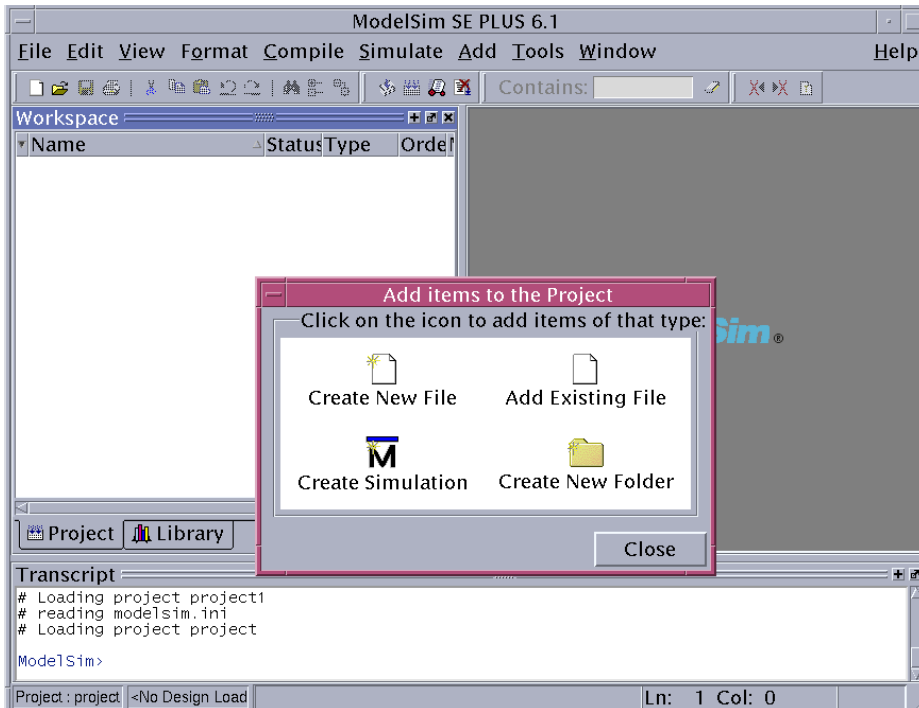 ModelSim SE PLUS 6.1
File Edit View Format Compile Simulate Add Tools Window Help
Contains:
Workspace
Name Status Type Orde
Add items to the Project
Click on the icon to add items of that type:
Sim ®
Create New File Add Existing File
M
Create Simulation Create New Folder
Project Library
Close
Transcript
# Loading project project1
# reading modelsim.ini
# Loading project project
ModelSim>
Project : project <No Design Load Ln: 1 Col: 0